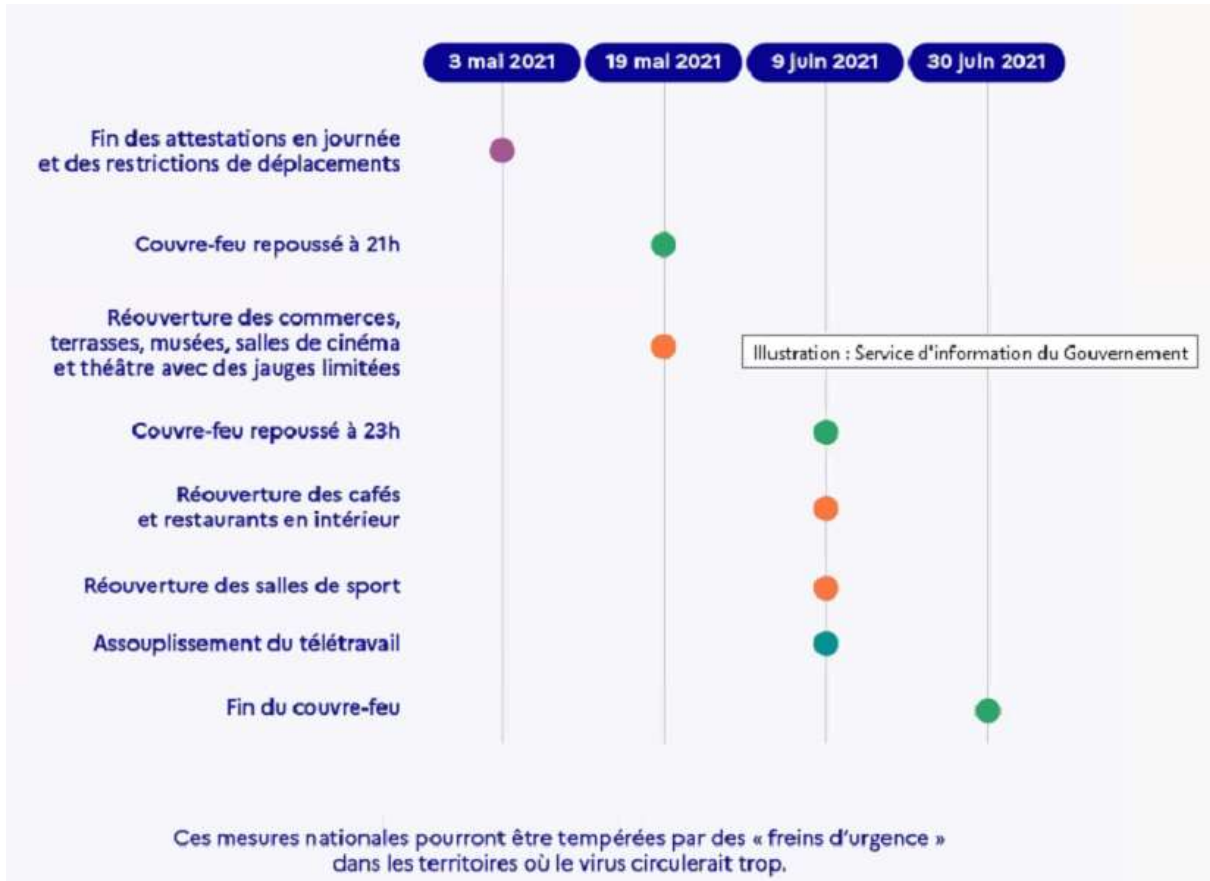 3 mai 2021
19 mai 2021
9 juin 2021
30 juin 2021
Fin des attestations en journée
et des restrictions de déplacements
Couvre-feu repoussé à 21h
Réouverture des commerces,
terrasses, musées, salles de cinéma
et théâtre avec des jauges limitées
Illustration : Service d'information du Gouvernement
Couvre-feu repoussé à 23h
Réouverture des cafés
et restaurants en intérieur
Réouverture des salles de sport
Assouplissement du télétravail
Fin du couvre-feu
Ces mesures nationales pourront être tempérées par des « freins d'urgence »
dans les territoires où le virus circulerait trop.